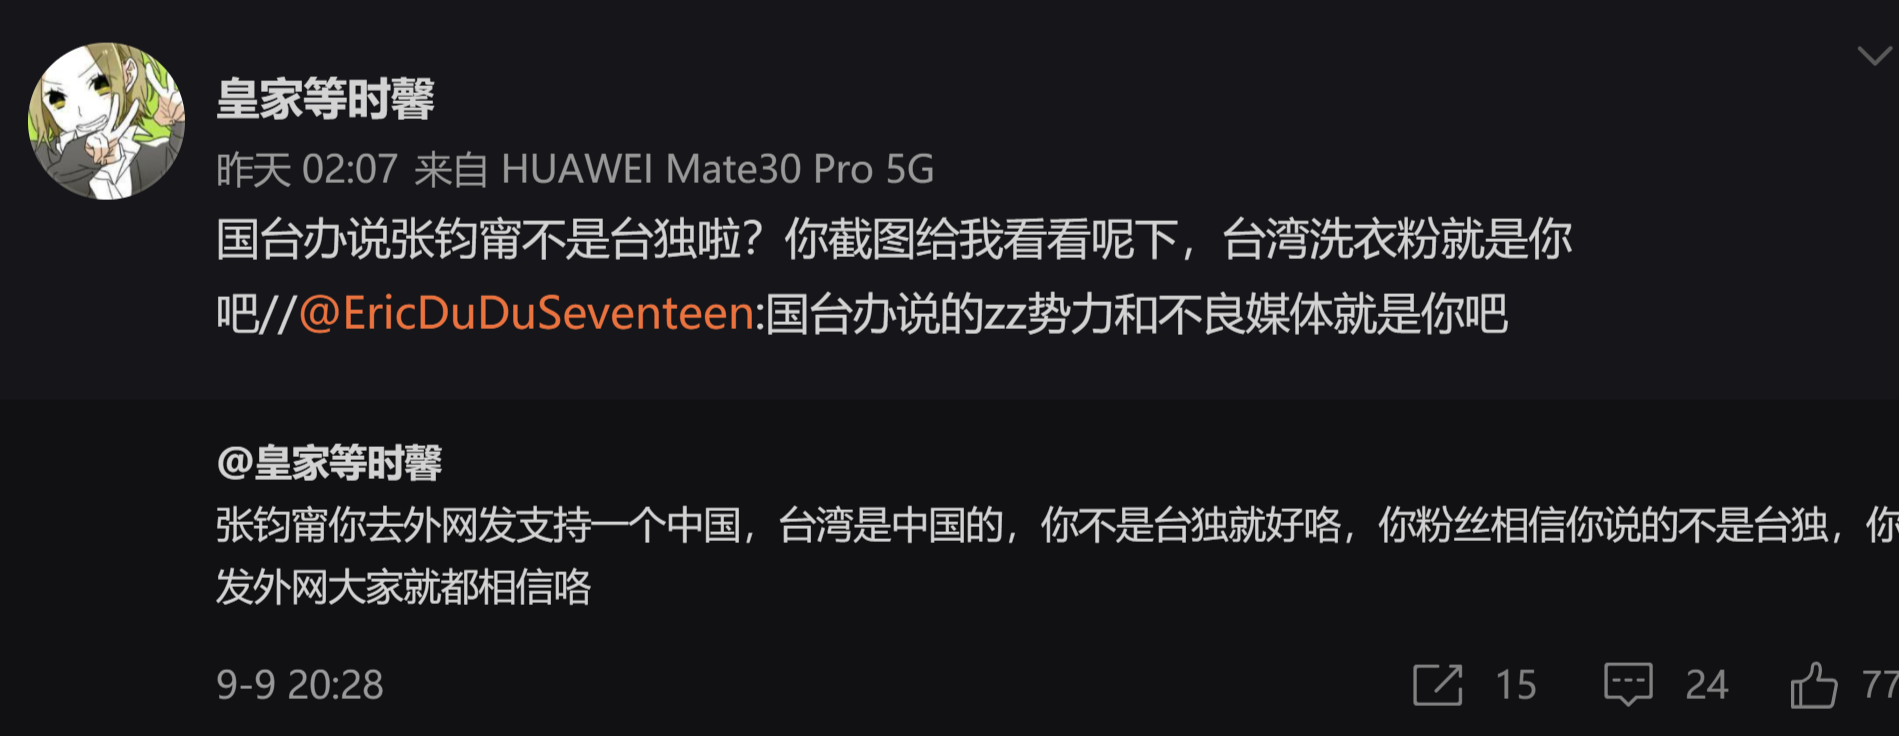 皇家等时馨
昨天 02:07 来自 HUAWEI Mate30 Pro 5G
国台办说张钧甯不是台独啦？你截图给我看看呢下，台湾洗衣粉就是你
吧//@EricDuDuSeventeen:国台办说的zz势力和不良媒体就是你吧
@皇家等时馨
张钧甯你去外网发支持一个中国，台湾是中国的，你不是台独就好咯，你粉丝相信你说的不是台独，你
发外网大家就都相信咯
9-9 20:28
15
24
77